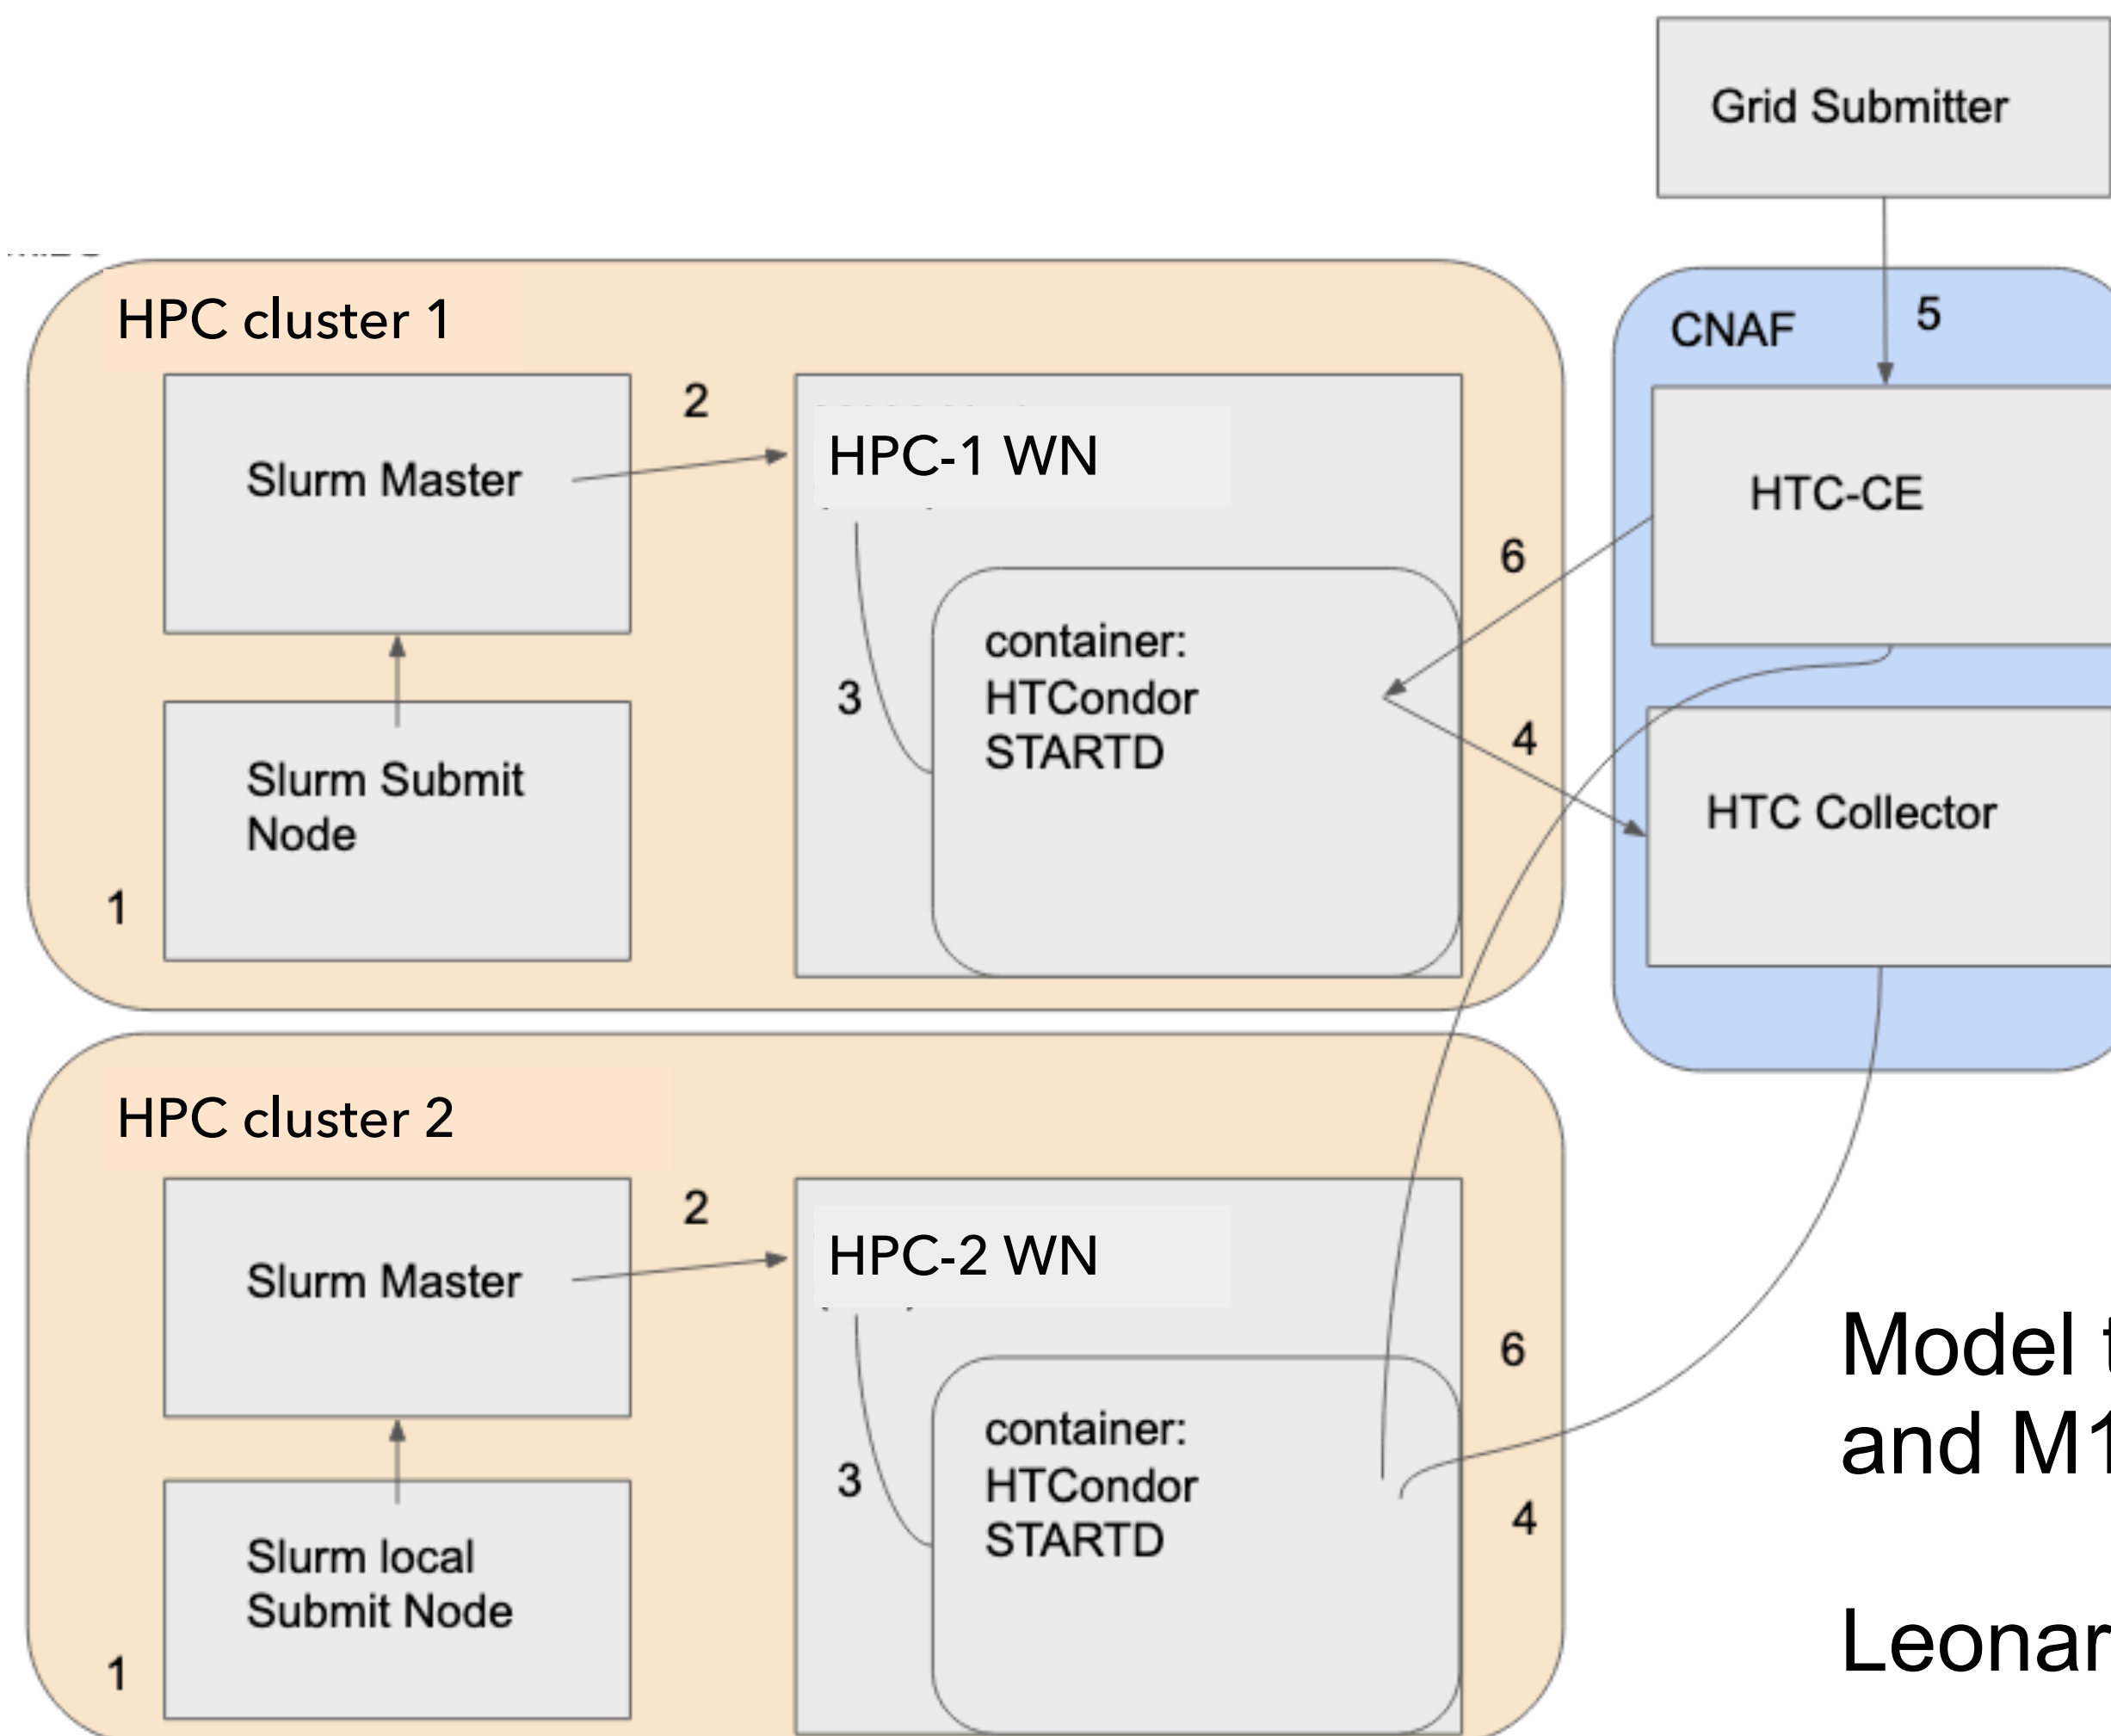 Grid Submitter
HPC cluster 1
CNAF
5
2
Slurm Master
HPC-1 WN
HTC-CE
6
container:
HTCondor
STARTD
3
4
Slurm Submit
Node
HTC Collector
1
HPC cluster 2
2
Slurm Master
HPC-2 WN
6
Model
container:
HTCondor
STARTD
3
and M1
4
Slurm local
Submit Node
Leonar
1